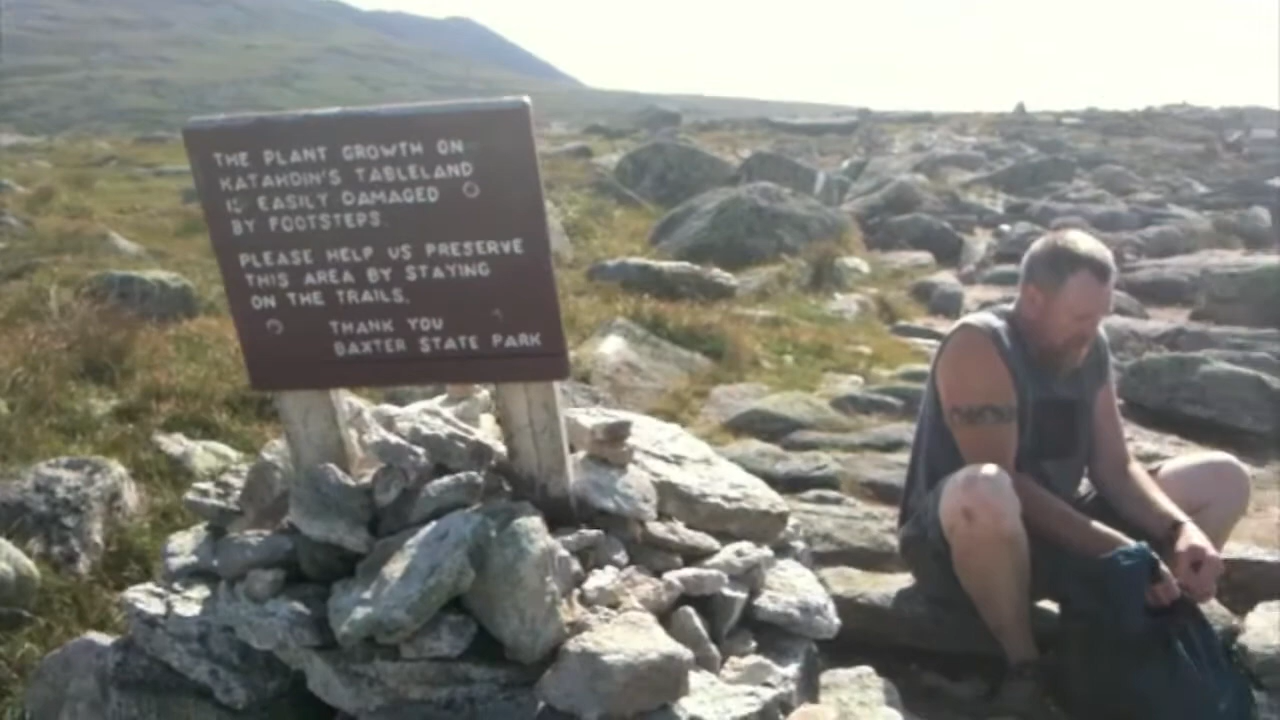 THE PLANT GROWTH ON
KATAHDIN'S TABLELAND
IS EASILY DAMAGED
BY FOOTSTEPS.
PLEASE HELP US PRESERVE
THIS AREA BY STAYING
ON THE TRAILS.
THANK YOU
BAXTER STATE PARK